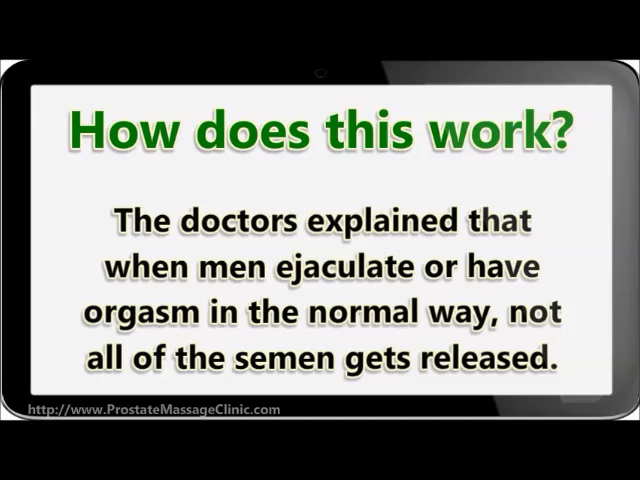 How does this work?
The doctors explained that
when men ejaculate or have
orgasm in the normal way, not
all of the semen gets released.
http://www.ProstateMassageClinic.com